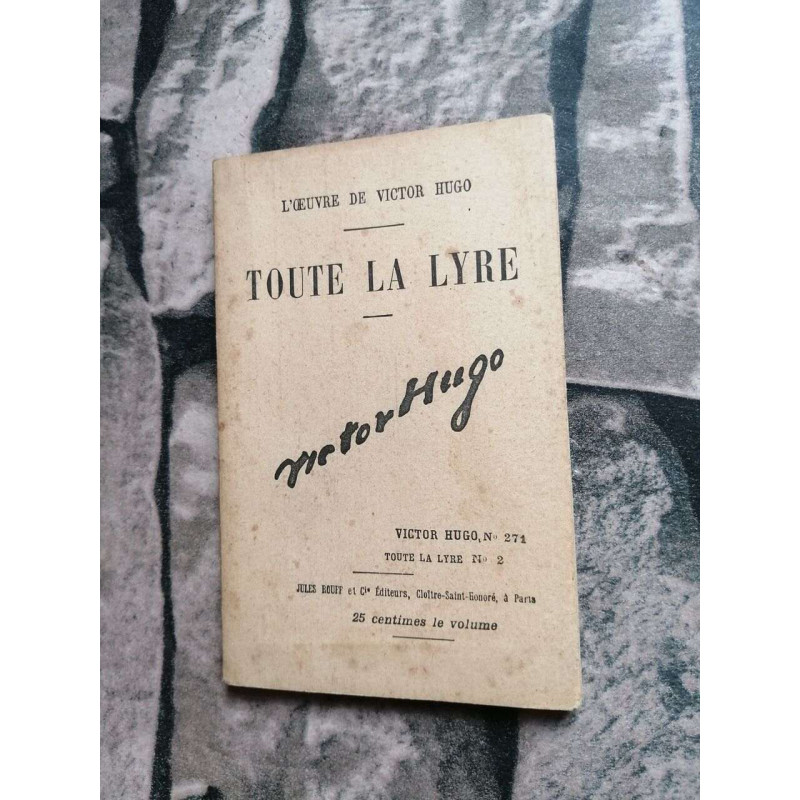 L'ŒUVRE DE VICTOR HUGO
TOUTE LA LYRE
Victor Hugo
VICTOR HUGO, No 271
TOUTE LA LYRE No 2
JULES ROUFF et Cie Éditeurs, Cloître-Saint-Honoré, à Paris
25 centimes le volume